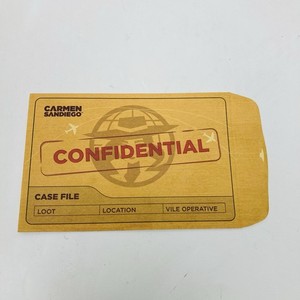 CARMEN
SANDIEGO
CONFIDENTIAL
CASE FILE
LOOT
LOCATION
VILE OPERATIVE